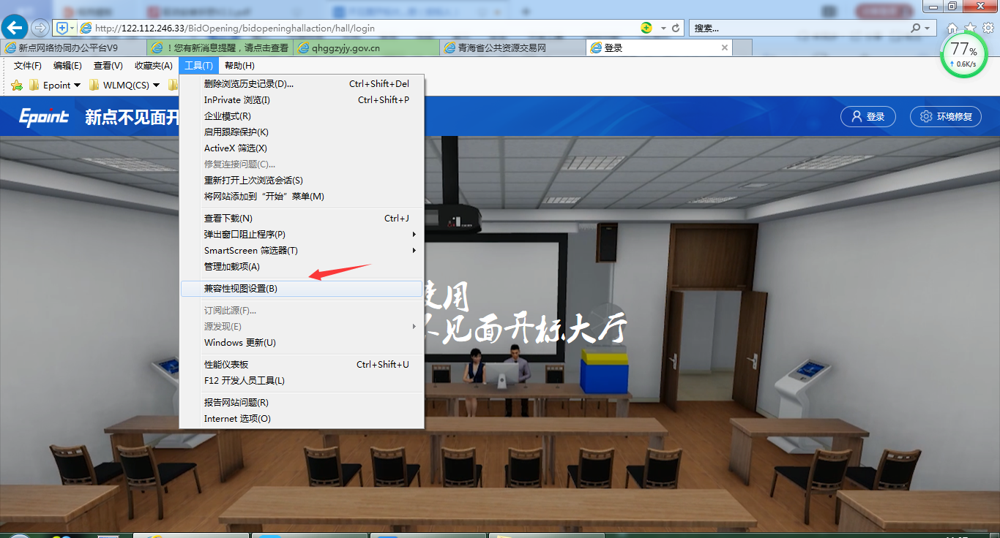 http://122.112.246.33/BidOpening/bidopeninghallaction/hall/login
搜索...
新点网络协同办公平台V9
！您有新消息提醒，请点击查看
qhggzyjy.gov.cn
青海省公共资源交易网
登录
77%
0.6K/s
文件(F) 编辑(E) 查看(V) 收藏夹(A) 工具(T) 帮助(H)
Epoint WLMQ(CS)
Epoint 新点不见面开
登录 环境修复
删除浏览历史记录(D)... Ctrl+Shift+Del
InPrivate 浏览(I) Ctrl+Shift+P
企业模式(R)
启用跟踪保护(K)
ActiveX 筛选(X)
修复连接问题(C)...
重新打开上次浏览会话(S)
将网站添加到“开始”菜单(M)
查看下载(N) Ctrl+J
弹出窗口阻止程序(P)
SmartScreen 筛选器(T)
管理加载项(A)
兼容性视图设置(B)
订阅此源(F)...
源发现(E)
Windows 更新(U)
性能仪表板 Ctrl+Shift+U
F12 开发人员工具(L)
报告网站问题(R)
Internet 选项(O)
使用
不见面开标大厅